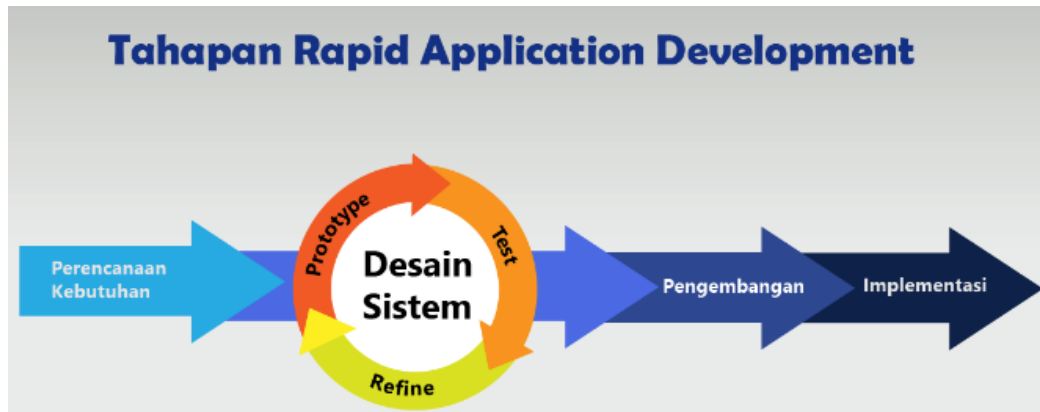 Tahapan Rapid Application Development
Perencanaan
Kebutuhan
Prototype
Test
Refine
Desain
Sistem
Pengembangan
Implementasi